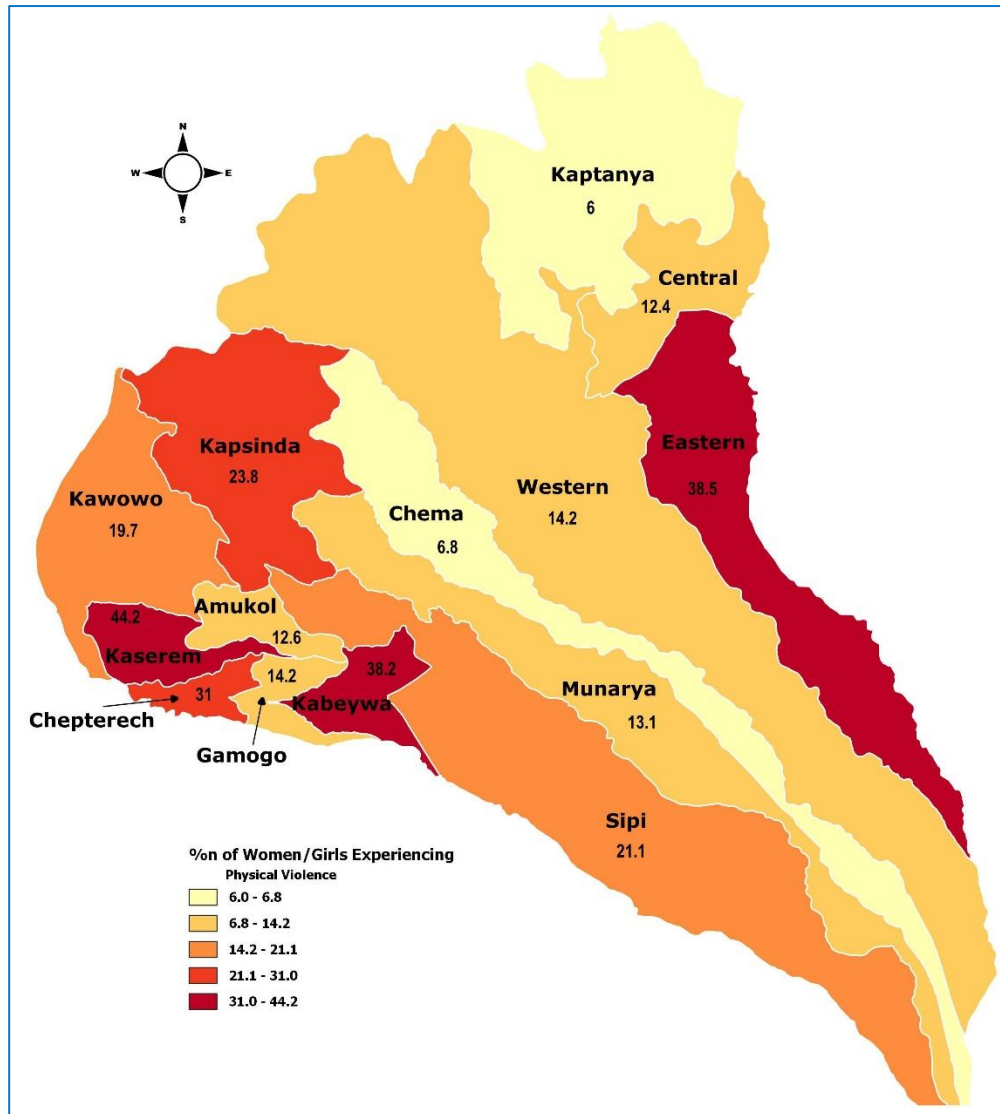 N
W E
S
Kaptanya
6
Central
12.4
Eastern
38.5
Kapsinda
23.8
Western
14.2
Kawowo
19.7
Chema
6.8
44.2
Kaserem
Amukol
12.6
14.2
38.2
Kabeywa
31
Chepterech
Gamogo
Munarya
13.1
Sipi
21.1
%n of Women/Girls Experiencing
Physical Violence
6.0 - 6.8
6.8 - 14.2
14.2 - 21.1
21.1 - 31.0
31.0 - 44.2